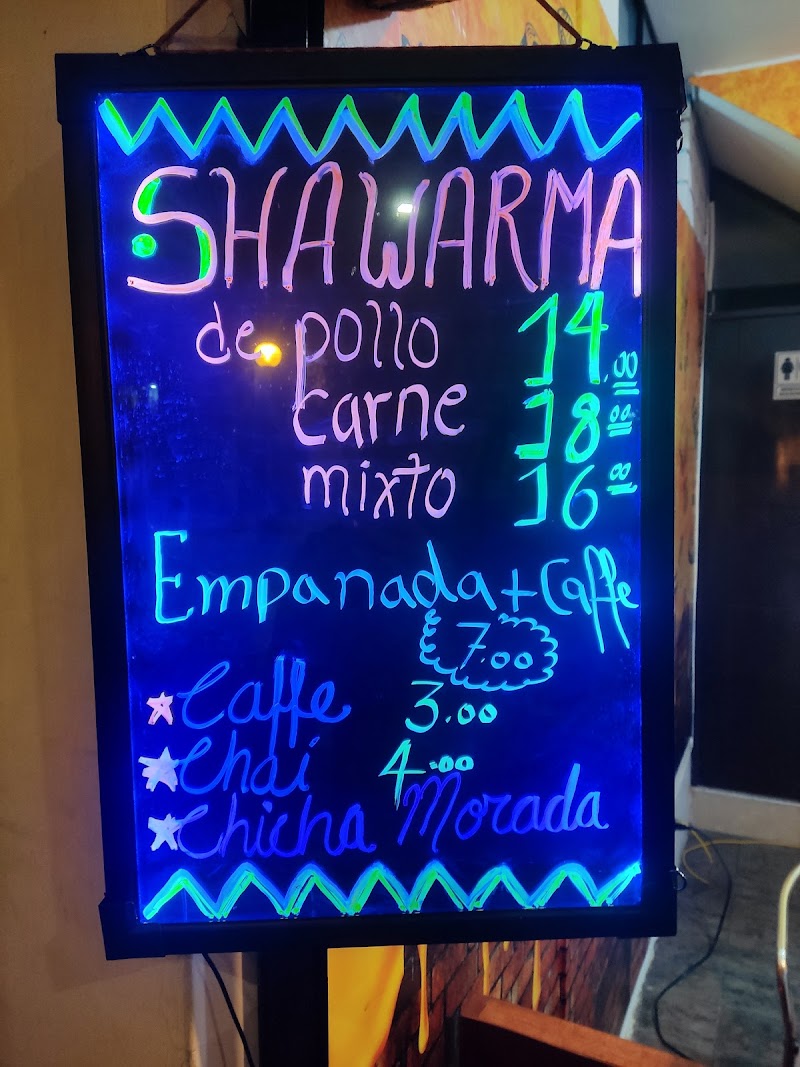 SHAWARMA
de pollo 14.00
carne 18.00
mixto 16.00
Empanada + Caffe
7.00
Caffe 3.00
Chai 4.00
Chicha Morada